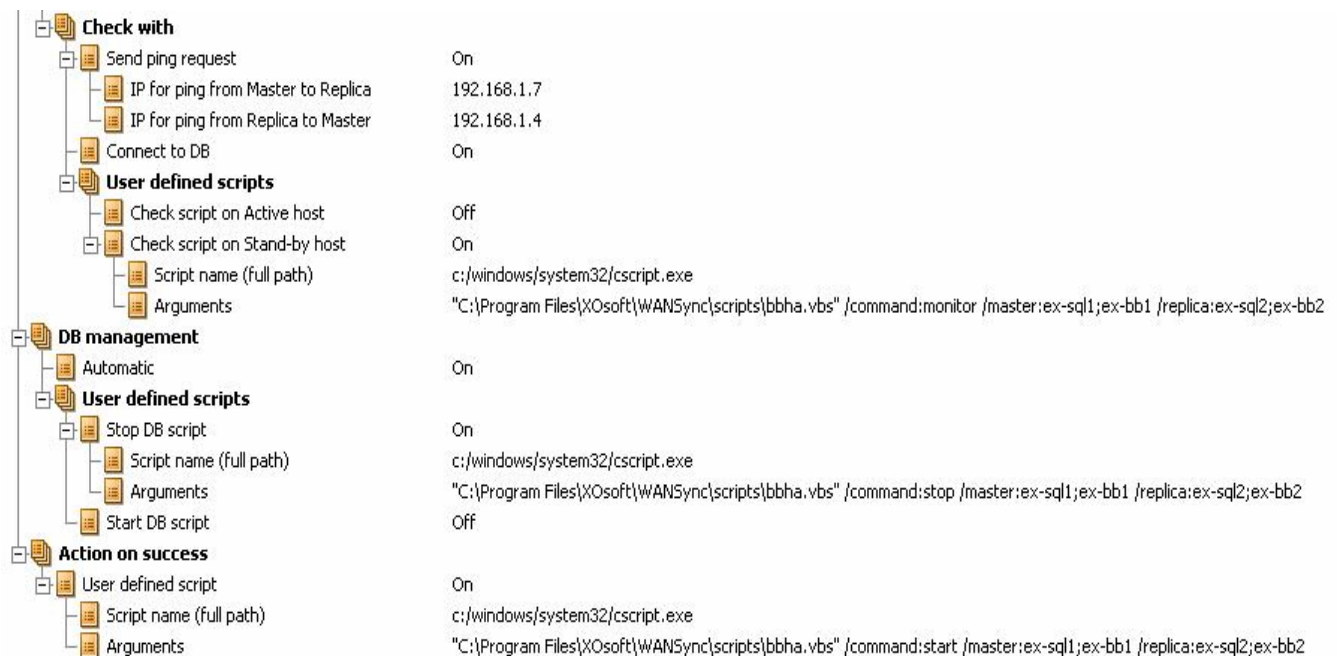 Check with
Send ping request On
IP for ping from Master to Replica 192.168.1.7
IP for ping from Replica to Master 192.168.1.4
Connect to DB On
User defined scripts
Check script on Active host Off
Check script on Stand-by host On
Script name (full path) c:/windows/system32/cscript.exe
Arguments "C:\Program Files\XOsoft\WANSync\scripts\bbha.vbs" /command:monitor /master:ex-sql1;ex-bb1 /replica:ex-sql2;ex-bb2
DB management
Automatic On
User defined scripts
Stop DB script On
Script name (full path) c:/windows/system32/cscript.exe
Arguments "C:\Program Files\XOsoft\WANSync\scripts\bbha.vbs" /command:stop /master:ex-sql1;ex-bb1 /replica:ex-sql2;ex-bb2
Start DB script Off
Action on success
User defined script On
Script name (full path) c:/windows/system32/cscript.exe
Arguments "C:\Program Files\XOsoft\WANSync\scripts\bbha.vbs" /command:start /master:ex-sql1;ex-bb1 /replica:ex-sql2;ex-bb2